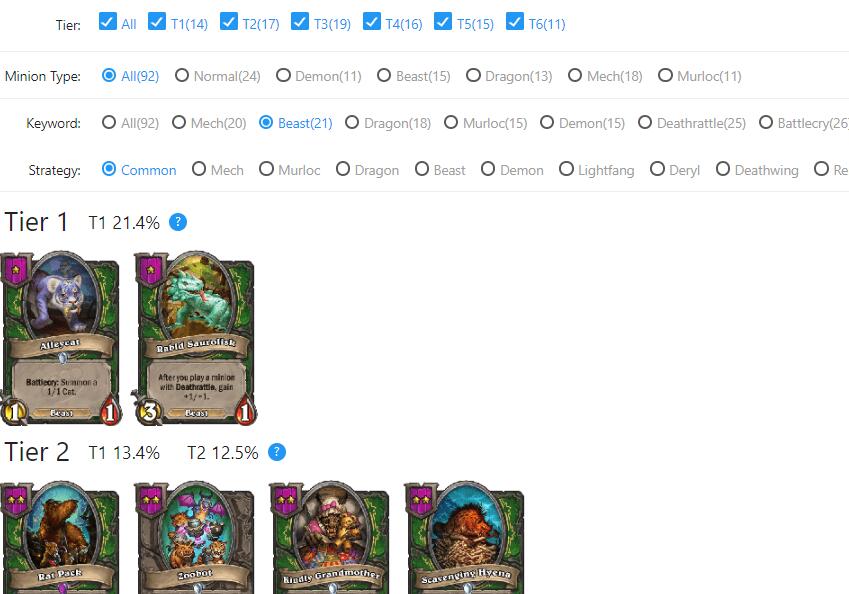 Tier: All T1(14) T2(17) T3(19) T4(16) T5(15) T6(11)
Minion Type: All(92) Normal(24) Demon(11) Beast(15) Dragon(13) Mech(18) Murloc(11)
Keyword: All(92) Mech(20) Beast(21) Dragon(18) Murloc(15) Demon(15) Deathrattle(25) Battlecry(26
Strategy: Common Mech Murloc Dragon Beast Demon Lightfang Deryl Deathwing Re
Tier 1 T1 21.4% ?
Alleycat
Battlecry: Summon a
1/1 Cat.
1 Beast 1
Rabid Saurolisk
After you play a minion
with Deathrattle, gain
+1/+1.
3 Beast 1
Tier 2 T1 13.4% T2 12.5% ?
Rat Pack
Zoobot
Kindly Grandmother
Scavenging Hyena